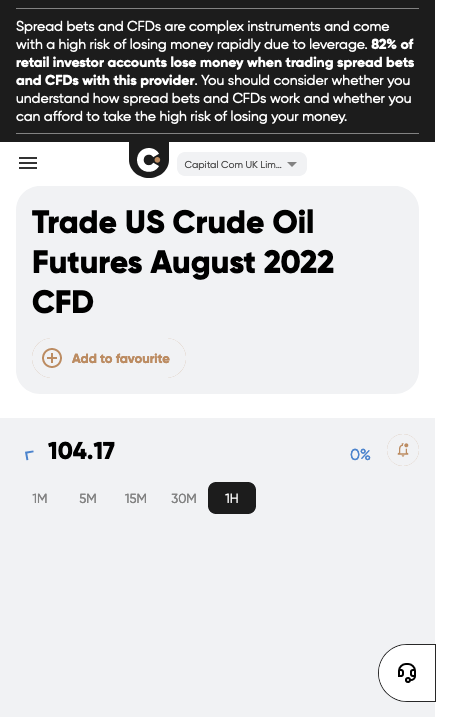 Spread bets and CFDs are complex instruments and come
with a high risk of losing money rapidly due to leverage. 82% of
retail investor accounts lose money when trading spread bets
and CFDs with this provider. You should consider whether you
understand how spread bets and CFDs work and whether you
can afford to take the high risk of losing your money.
Capital Com UK Lim...
Trade US Crude Oil
Futures August 2022
CFD
Add to favourite
104.17
0%
1M 5M 15M 30M 1H